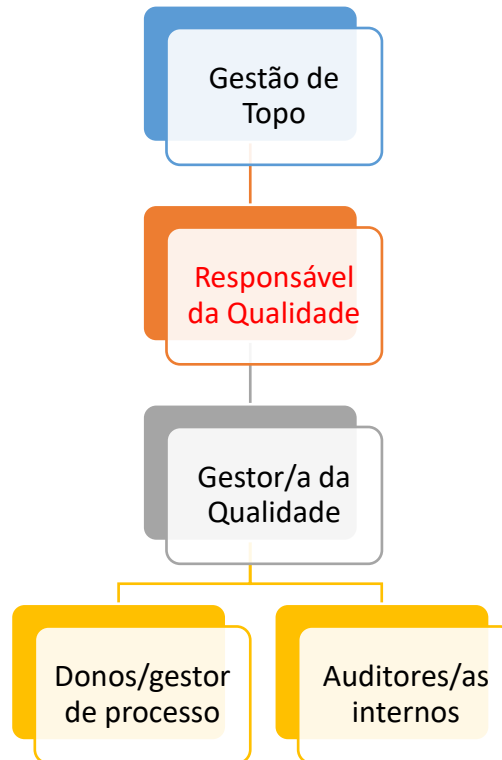 Gestão de
Topo
Responsável
da Qualidade
Gestor/a da
Qualidade
Donos/gestor
de processo
Auditores/as
internos